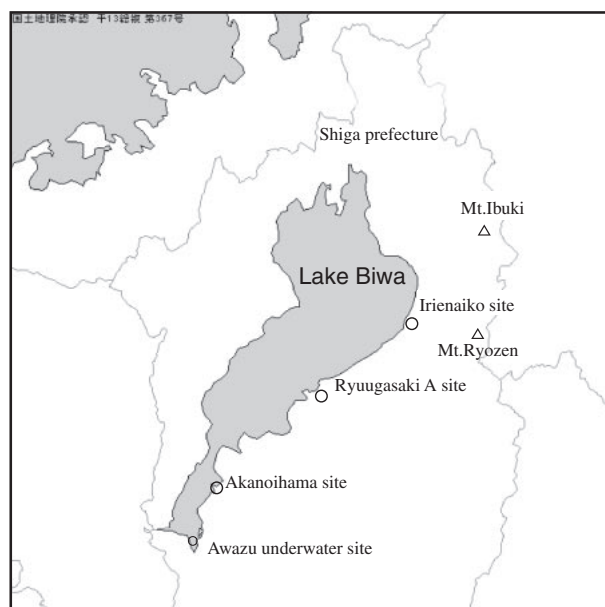 国土地理院承認 平13総複 第367号
Shiga prefecture
Mt.Ibuki
Lake Biwa
Irienaiko site
Mt.Ryozen
Ryuugasaki A site
Akanoihama site
Awazu underwater site